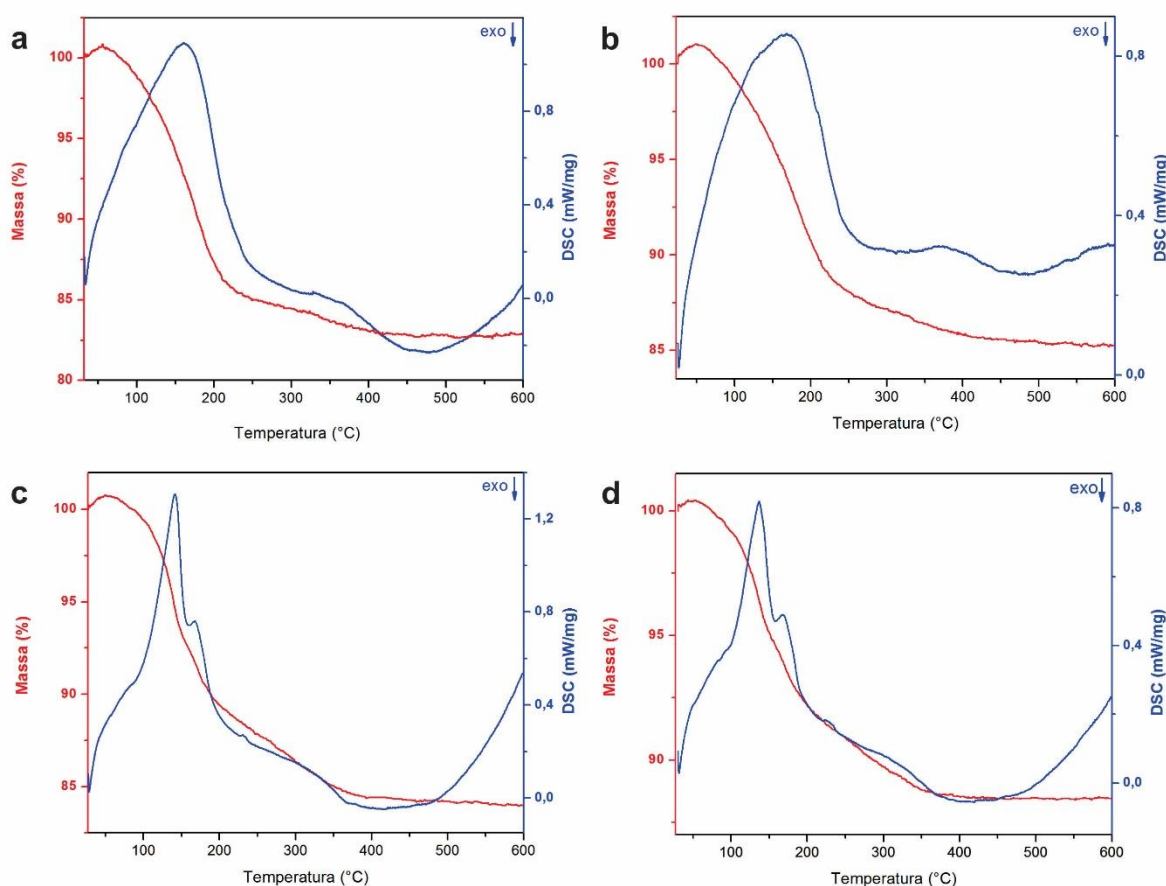 a
exo
100
95
90
85
80
Massa (%)
0,8
0,4
0,0
DSC (mW/mg)
100 200 300 400 500 600
Temperatura (°C)
b
exo
100
95
90
85
Massa (%)
0,8
0,4
0,0
DSC (mW/mg)
100 200 300 400 500 600
Temperatura (°C)
c
exo
100
95
90
85
Massa (%)
1,2
0,8
0,4
0,0
DSC (mW/mg)
100 200 300 400 500 600
Temperatura (°C)
d
exo
100
95
90
Massa (%)
0,8
0,4
0,0
DSC (mW/mg)
100 200 300 400 500 600
Temperatura (°C)